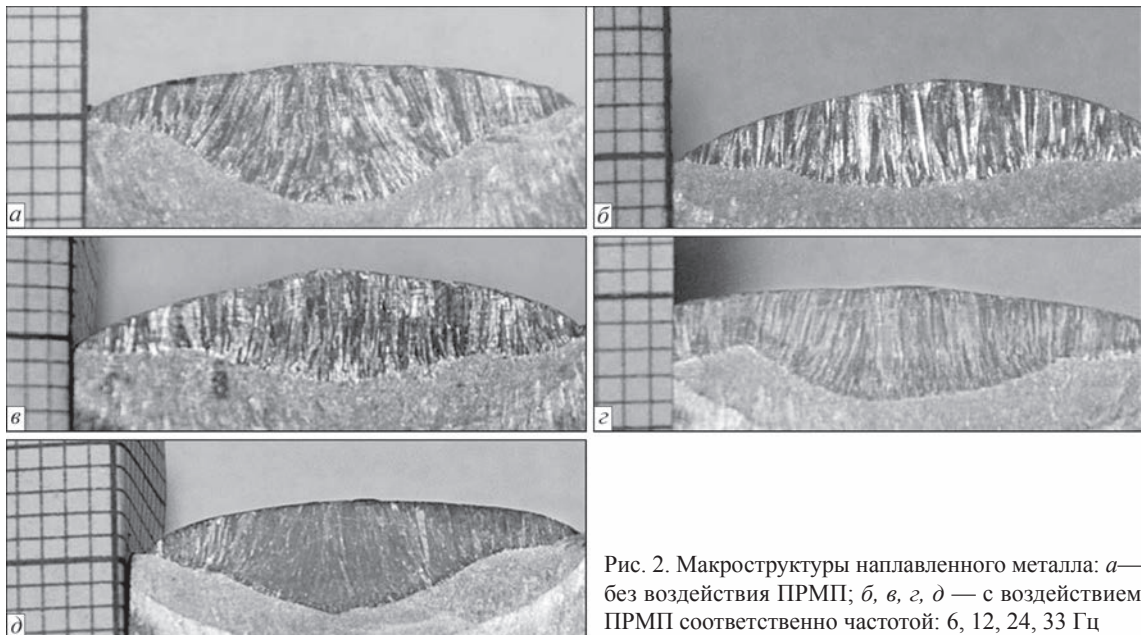 а
б
в
г
д
Рис. 2. Макроструктуры наплавленного металла: а—
без воздействия ПРМП; б, в, г, д — с воздействием
ПРМП соответственно частотой: 6, 12, 24, 33 Гц